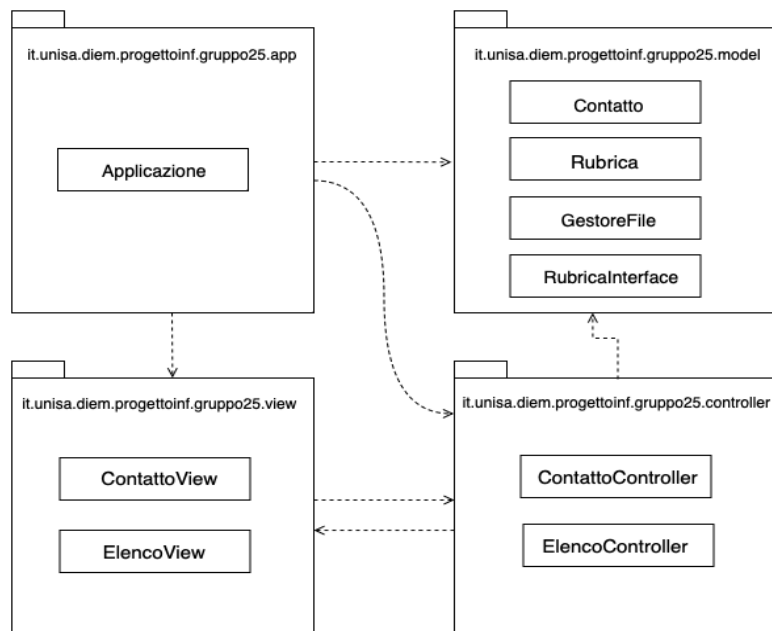 it.unisa.diem.progettoinf.gruppo25.app
Applicazione
it.unisa.diem.progettoinf.gruppo25.model
Contatto
Rubrica
GestoreFile
RubricaInterface
it.unisa.diem.progettoinf.gruppo25.view
ContattoView
ElencoView
it.unisa.diem.progettoinf.gruppo25.controller
ContattoController
ElencoController